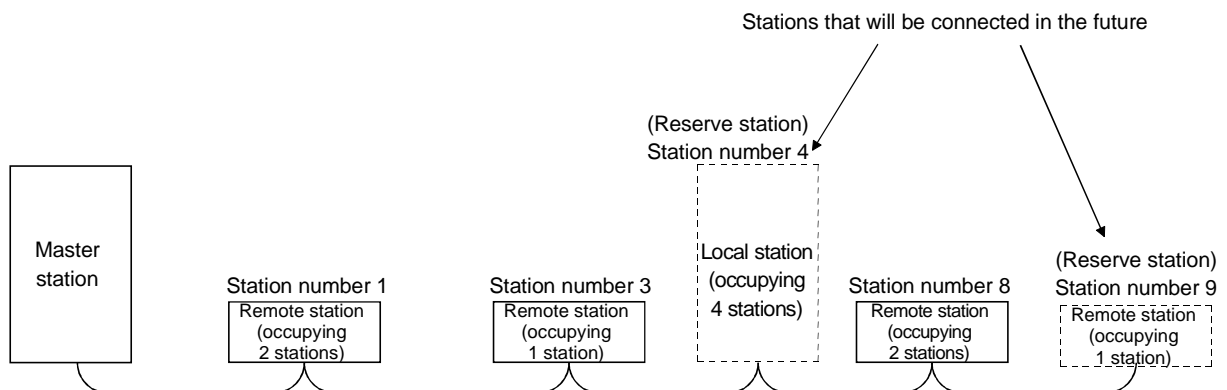 Stations that will be connected in the future
(Reserve station)
Station number 4
Master
station
Station number 1
Remote station
(occupying
2 stations)
Station number 3
Remote station
(occupying
1 station)
Local station
(occupying
4 stations)
Station number 8
Remote station
(occupying
2 stations)
(Reserve station)
Station number 9
Remote station
(occupying
1 station)